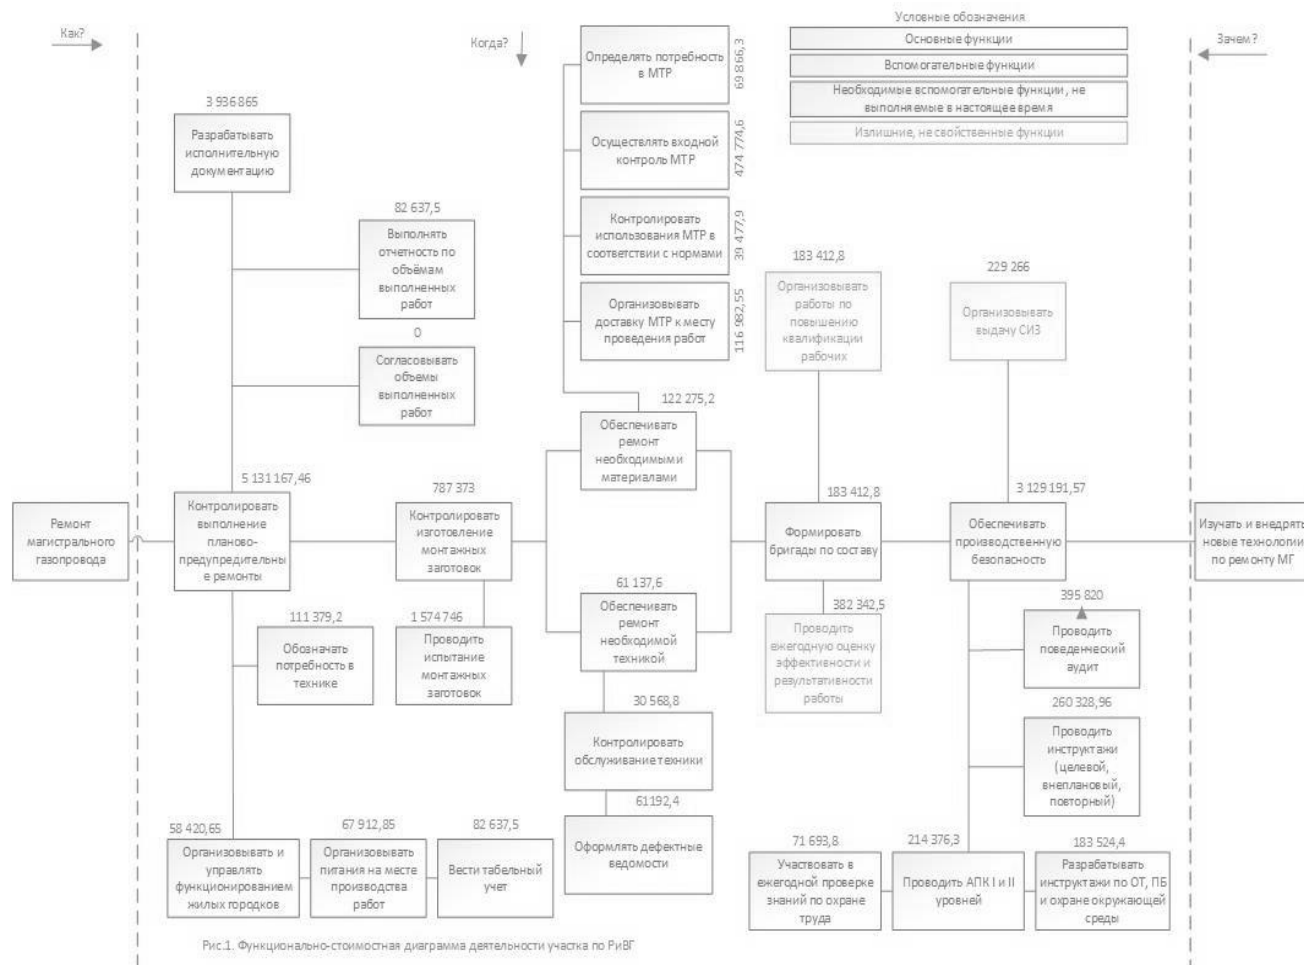 Как?
Когда?
Зачем?
Условные обозначения
Основные функции
Вспомогательные функции
Необходимые вспомогательные функции, не
выполняемые в настоящее время
Излишние, не свойственные функции
3 936 865
Разрабатывать
исполнительную
документацию
82 637,5
Выполнять
отчетность по
объёмам
выполненных
работ
0
Согласовывать
объемы
выполненных
работ
Определять потребность
в МТР
69 866,3
Осуществлять входной
контроль МТР
474 774,6
Контролировать
использования МТР в
соответствии с нормами
39 477,9
Организовывать
доставку МТР к месту
проведения работ
116 982,55
183 412,8
Организовывать
работы по
повышению
квалификации
рабочих
229 266
Организовывать
выдачу СИЗ
122 275,2
Обеспечивать
ремонт
необходимыми
материалами
Ремонт
магистрального
газопровода
5 131 167,46
Контролировать
выполнение
планово-
предупредительны
е ремонты
787 373
Контролировать
изготовление
монтажных
заготовок
183 412,8
Формировать
бригады по составу
3 129 191,57
Обеспечивать
производственную
безопасность
Изучать и внедрять
новые технологии
по ремонту МГ
61 137,6
Обеспечивать
ремонт
необходимой
техникой
111 379,2
Обозначать
потребность в
технике
1 574 746
Проводить
испытание
монтажных
заготовок
382 342,5
Проводить
ежегодную оценку
эффективности и
результативности
работы
395 820
Проводить
поведенческий
аудит
30 568,8
Контролировать
обслуживание техники
260 328,96
Проводить
инструктажи
(целевой,
внеплановый,
повторный)
61192,4
Оформлять дефектные
ведомости
58 420,65
Организовывать и
управлять
функционированием
жилых городков
67 912,85
Организовывать
питания на месте
производства
работ
82 637,5
Вести табельный
учет
71 693,8
Участвовать в
ежегодной проверке
знаний по охране
труда
214 376,3
Проводить АПК I и II
уровней
183 524,4
Разрабатывать
инструктажи по ОТ, ПБ
и охране окружающей
среды
Рис.1. Функционально-стоимостная диаграмма деятельности участка по РиВГ